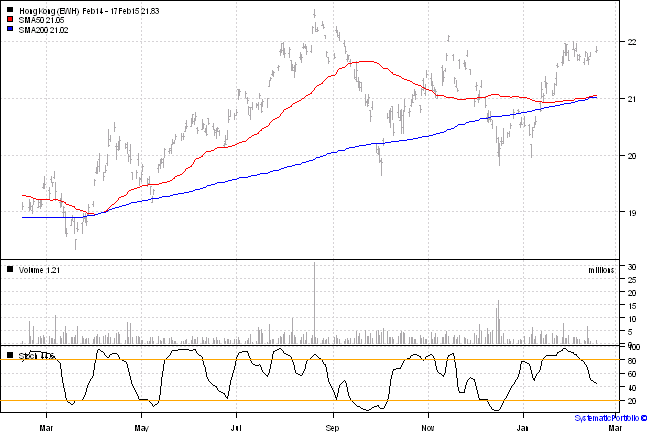 Hong Kong (EWH) Feb14 - 17Feb15 21.83
SMA50 21.05
SMA200 21.02
22
21
20
19
Volume 1.21
millions
30
25
20
15
10
5
0
100
80
60
40
20
Mar May Jul Sep Nov Jan Mar
SystematicPortfolio ©